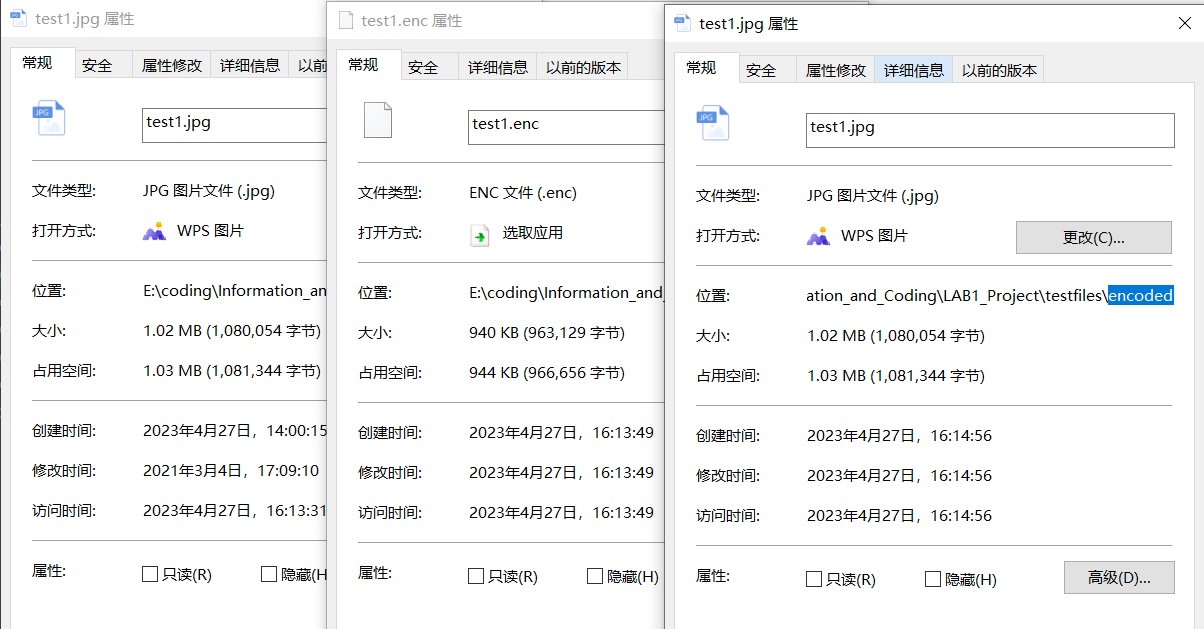 test1.jpg 属性
常规 安全 属性修改 详细信息 以前
JPG
test1.jpg
文件类型: JPG 图片文件 (.jpg)
打开方式: WPS 图片
位置: E:\coding\Information_an
大小: 1.02 MB (1,080,054 字节)
占用空间: 1.03 MB (1,081,344 字节)
创建时间: 2023年4月27日，14:00:15
修改时间: 2021年3月4日，17:09:10
访问时间: 2023年4月27日，16:13:31
属性: 只读(R) 隐藏(H
test1.enc 属性
常规 安全 详细信息 以前的版本
test1.enc
文件类型: ENC 文件 (.enc)
打开方式: 选取应用
位置: E:\coding\Information_and_
大小: 940 KB (963,129 字节)
占用空间: 944 KB (966,656 字节)
创建时间: 2023年4月27日，16:13:49
修改时间: 2023年4月27日，16:13:49
访问时间: 2023年4月27日，16:13:49
属性: 只读(R) 隐藏(H)
test1.jpg 属性
常规 安全 属性修改 详细信息 以前的版本
JPG
test1.jpg
文件类型: JPG 图片文件 (.jpg)
打开方式: WPS 图片 更改(C)...
位置: ation_and_Coding\LAB1_Project\testfiles\encoded
大小: 1.02 MB (1,080,054 字节)
占用空间: 1.03 MB (1,081,344 字节)
创建时间: 2023年4月27日，16:14:56
修改时间: 2023年4月27日，16:14:56
访问时间: 2023年4月27日，16:14:56
属性: 只读(R) 隐藏(H) 高级(D)...